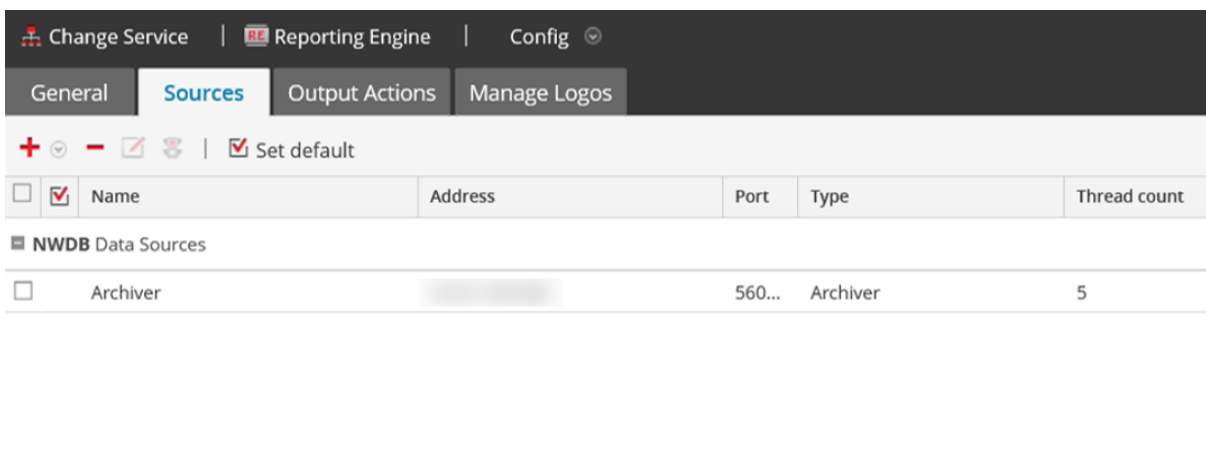 Change Service | RE Reporting Engine | Config
General Sources Output Actions Manage Logos
Set default
Name Address Port Type Thread count
NWDB Data Sources
Archiver 560... Archiver 5